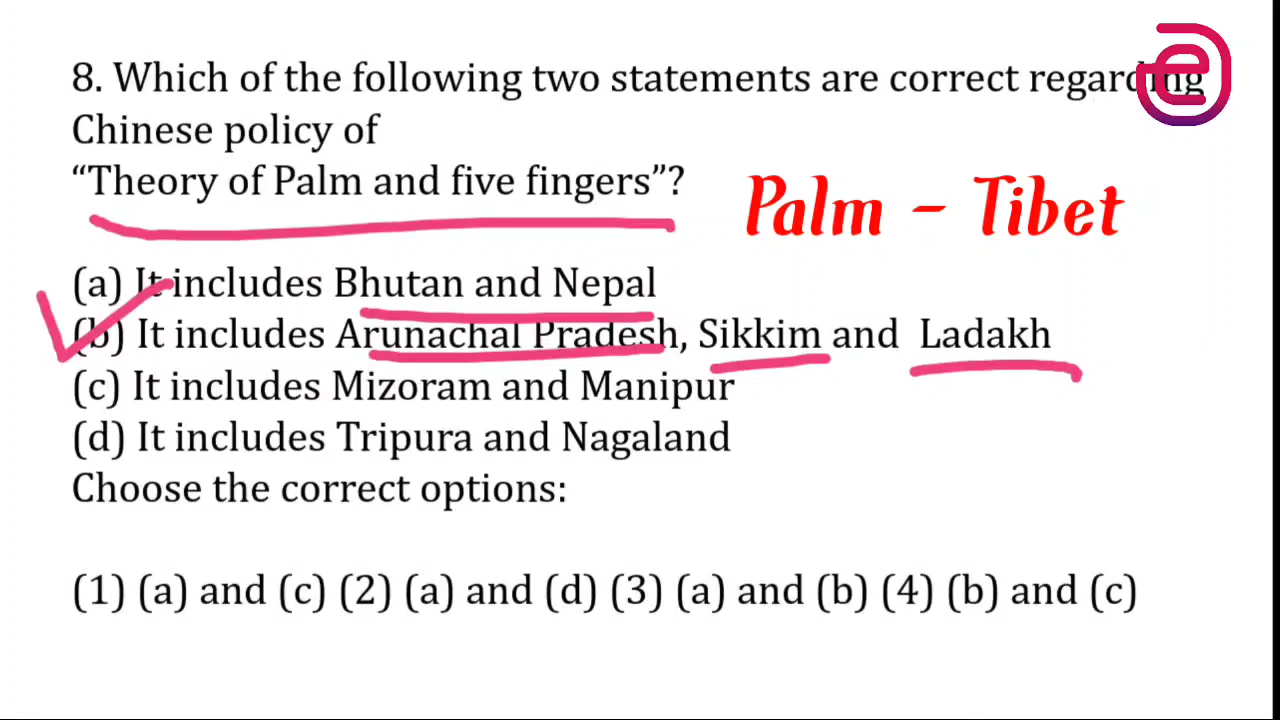 8. Which of the following two statements are correct regarding
Chinese policy of
“Theory of Palm and five fingers”?
Palm - Tibet
(a) It includes Bhutan and Nepal
(b) It includes Arunachal Pradesh, Sikkim and Ladakh
(c) It includes Mizoram and Manipur
(d) It includes Tripura and Nagaland
Choose the correct options:
(1) (a) and (c) (2) (a) and (d) (3) (a) and (b) (4) (b) and (c)